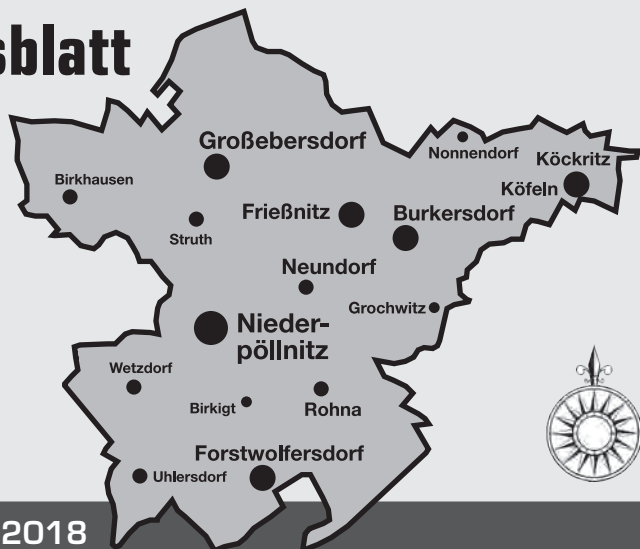 sblatt
Großebersdorf
Nonnendorf
Köckritz
Birkhausen
Köfeln
Frießnitz
Burkersdorf
Struth
Neundorf
Grochwitz
Nieder-
pöllnitz
Wetzdorf
Birkigt
Rohna
Forstwolfersdorf
Uhlersdorf
2018